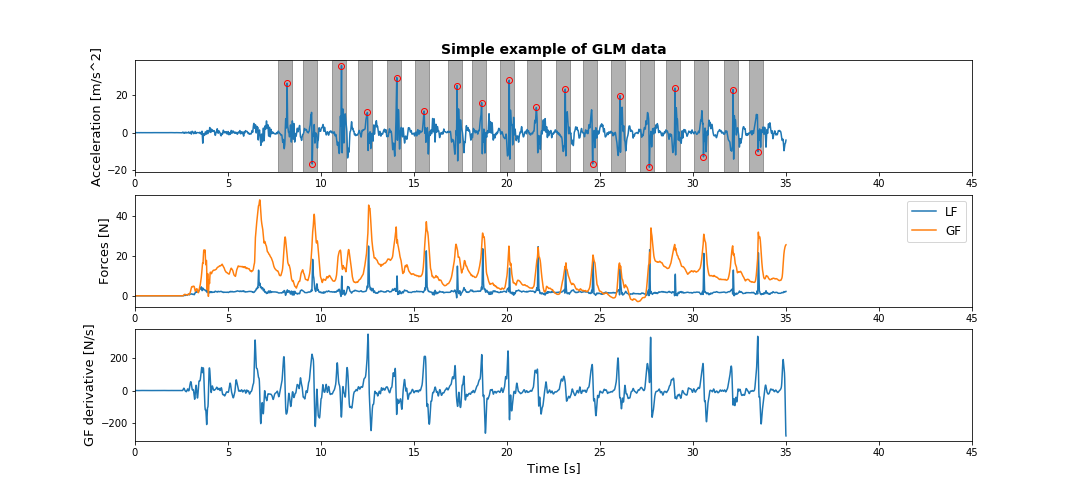 Simple example of GLM data
Acceleration [m/s^2]
20
0
−20
0 5 10 15 20 25 30 35 40 45
Forces [N]
40
20
0
LF
GF
0 5 10 15 20 25 30 35 40 45
GF derivative [N/s]
200
0
−200
0 5 10 15 20 25 30 35 40 45
Time [s]